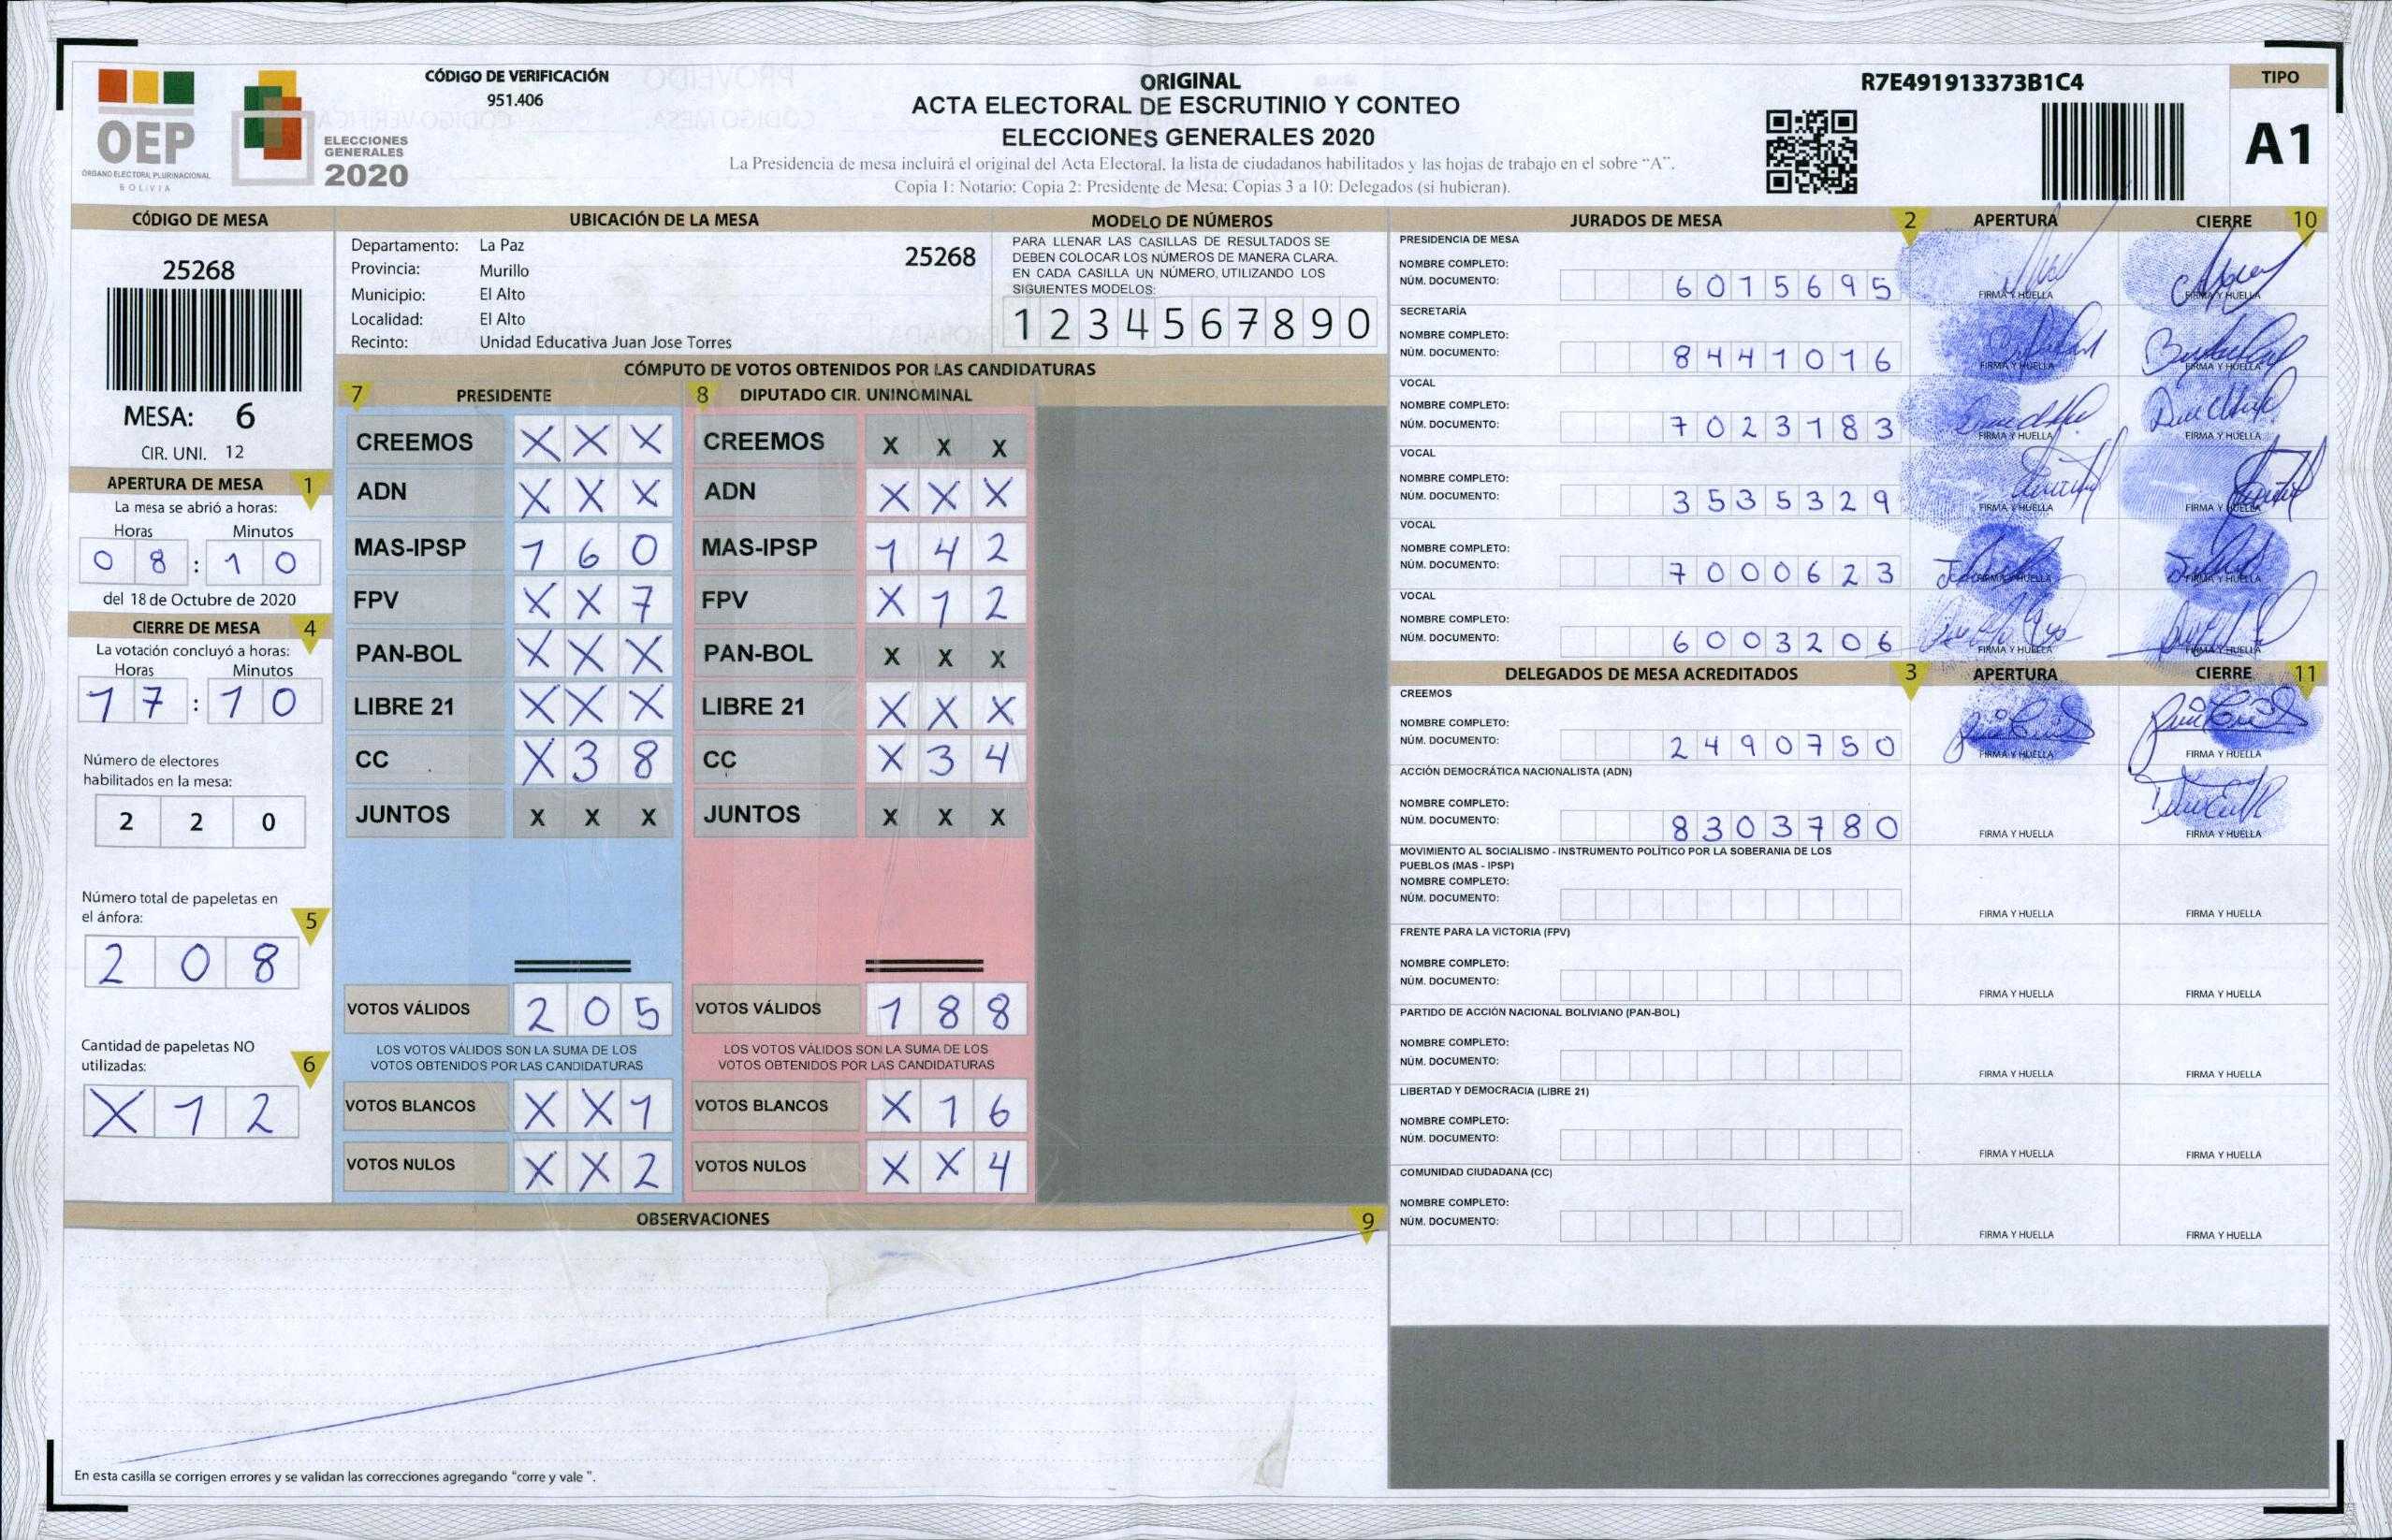 OEP
ÓRGANO ELECTORAL PLURINACIONAL
BOLIVIA
ELECCIONES
GENERALES
2020
CÓDIGO DE VERIFICACIÓN
951.406
ORIGINAL
ACTA ELECTORAL DE ESCRUTINIO Y CONTEO
ELECCIONES GENERALES 2020
La Presidencia de mesa incluirá el original del Acta Electoral, la lista de ciudadanos habilitados y las hojas de trabajo en el sobre "A".
Copia 1: Notario; Copia 2: Presidente de Mesa; Copias 3 a 10: Delegados (si hubieran).
R7E491913373B1C4
TIPO
A1
CÓDIGO DE MESA
25268
MESA: 6
CIR. UNI. 12
APERTURA DE MESA 1
La mesa se abrió a horas:
Horas Minutos
08:10
del 18 de Octubre de 2020
CIERRE DE MESA 4
La votación concluyó a horas:
Horas Minutos
17:10
Número de electores
habilitados en la mesa:
2 2 0
Número total de papeletas en
el ánfora: 5
2 0 8
Cantidad de papeletas NO
utilizadas: 6
X 1 2
UBICACIÓN DE LA MESA
Departamento: La Paz 25268
Provincia: Murillo
Municipio: El Alto
Localidad: El Alto
Recinto: Unidad Educativa Juan Jose Torres
MODELO DE NÚMEROS
PARA LLENAR LAS CASILLAS DE RESULTADOS SE
DEBEN COLOCAR LOS NÚMEROS DE MANERA CLARA.
EN CADA CASILLA UN NÚMERO, UTILIZANDO LOS
SIGUIENTES MODELOS:
1 2 3 4 5 6 7 8 9 0
CÓMPUTO DE VOTOS OBTENIDOS POR LAS CANDIDATURAS
7 PRESIDENTE 8 DIPUTADO CIR. UNINOMINAL
CREEMOS X X X CREEMOS X X X
ADN X X X ADN X X X
MAS-IPSP 1 6 0 MAS-IPSP 1 4 2
FPV X X 7 FPV X 1 2
PAN-BOL X X X PAN-BOL X X X
LIBRE 21 X X X LIBRE 21 X X X
CC X 3 8 CC X 3 4
JUNTOS X X X JUNTOS X X X
VOTOS VÁLIDOS 2 0 5 VOTOS VÁLIDOS 1 8 8
LOS VOTOS VÁLIDOS SON LA SUMA DE LOS LOS VOTOS VÁLIDOS SON LA SUMA DE LOS
VOTOS OBTENIDOS POR LAS CANDIDATURAS VOTOS OBTENIDOS POR LAS CANDIDATURAS
VOTOS BLANCOS X X 1 VOTOS BLANCOS X 1 6
VOTOS NULOS X X 2 VOTOS NULOS X X 4
OBSERVACIONES 9
En esta casilla se corrigen errores y se validan las correcciones agregando "corre y vale ".
JURADOS DE MESA 2 APERTURA CIERRE 10
PRESIDENCIA DE MESA
NOMBRE COMPLETO:
NÚM. DOCUMENTO: 6015695 FIRMA Y HUELLA FIRMA Y HUELLA
SECRETARÍA
NOMBRE COMPLETO:
NÚM. DOCUMENTO: 8441016 FIRMA Y HUELLA FIRMA Y HUELLA
VOCAL
NOMBRE COMPLETO:
NÚM. DOCUMENTO: 7023183 FIRMA Y HUELLA FIRMA Y HUELLA
VOCAL
NOMBRE COMPLETO:
NÚM. DOCUMENTO: 3535329 FIRMA Y HUELLA FIRMA Y HUELLA
VOCAL
NOMBRE COMPLETO:
NÚM. DOCUMENTO: 7000623 FIRMA Y HUELLA FIRMA Y HUELLA
VOCAL
NOMBRE COMPLETO:
NÚM. DOCUMENTO: 6003206 FIRMA Y HUELLA FIRMA Y HUELLA
DELEGADOS DE MESA ACREDITADOS 3 APERTURA CIERRE 11
CREEMOS
NOMBRE COMPLETO:
NÚM. DOCUMENTO: 2490750 FIRMA Y HUELLA FIRMA Y HUELLA
ACCIÓN DEMOCRÁTICA NACIONALISTA (ADN)
NOMBRE COMPLETO:
NÚM. DOCUMENTO: 8303780 FIRMA Y HUELLA FIRMA Y HUELLA
MOVIMIENTO AL SOCIALISMO - INSTRUMENTO POLÍTICO POR LA SOBERANIA DE LOS
PUEBLOS (MAS - IPSP)
NOMBRE COMPLETO:
NÚM. DOCUMENTO: FIRMA Y HUELLA FIRMA Y HUELLA
FRENTE PARA LA VICTORIA (FPV)
NOMBRE COMPLETO:
NÚM. DOCUMENTO: FIRMA Y HUELLA FIRMA Y HUELLA
PARTIDO DE ACCIÓN NACIONAL BOLIVIANO (PAN-BOL)
NOMBRE COMPLETO:
NÚM. DOCUMENTO: FIRMA Y HUELLA FIRMA Y HUELLA
LIBERTAD Y DEMOCRACIA (LIBRE 21)
NOMBRE COMPLETO:
NÚM. DOCUMENTO: FIRMA Y HUELLA FIRMA Y HUELLA
COMUNIDAD CIUDADANA (CC)
NOMBRE COMPLETO:
NÚM. DOCUMENTO: FIRMA Y HUELLA FIRMA Y HUELLA